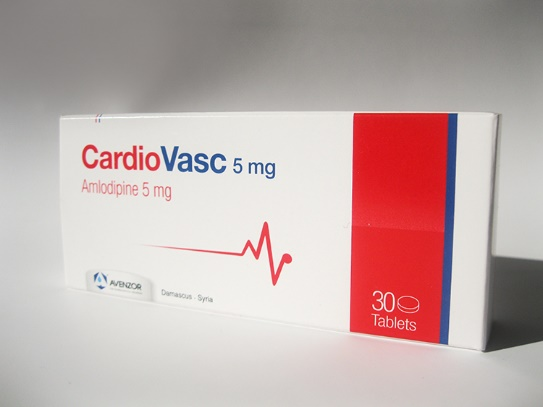 CardioVasc 5 mg
Amlodipine 5 mg
AVENZOR
Damascus - Syria
30
Tablets